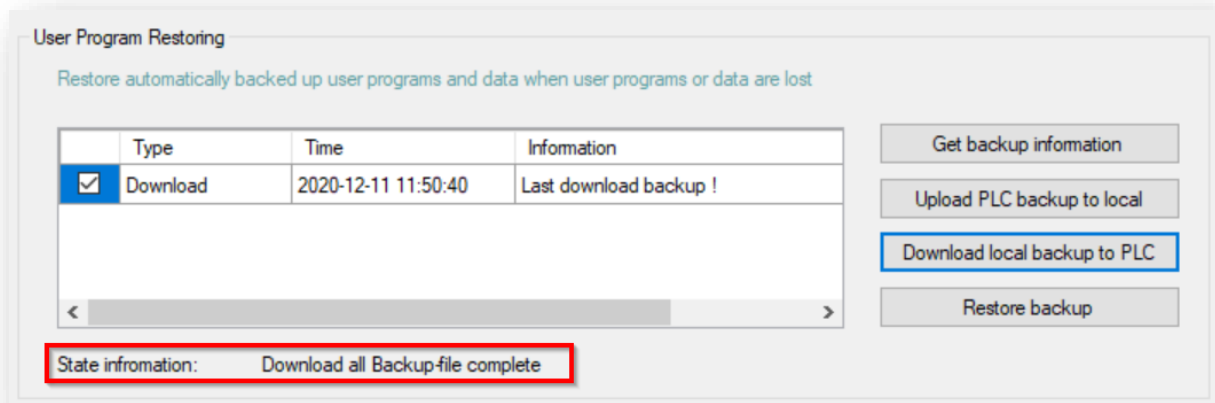 User Program Restoring
Restore automatically backed up user programs and data when user programs or data are lost
Type Time Information
Download 2020-12-11 11:50:40 Last download backup !
Get backup information
Upload PLC backup to local
Download local backup to PLC
Restore backup
State infromation: Download all Backup-file complete